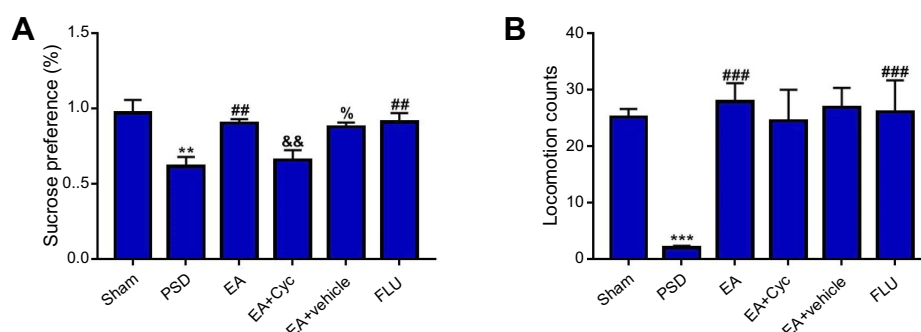 A
Sucrose preference (%)
1.5
1.0
0.5
0.0
**
##
&&
%
##
Sham
PSD
EA
EA+Cyc
EA+vehicle
FLU
B
Locomotion counts
40
30
20
10
0
***
###
###
Sham
PSD
EA
EA+Cyc
EA+vehicle
FLU